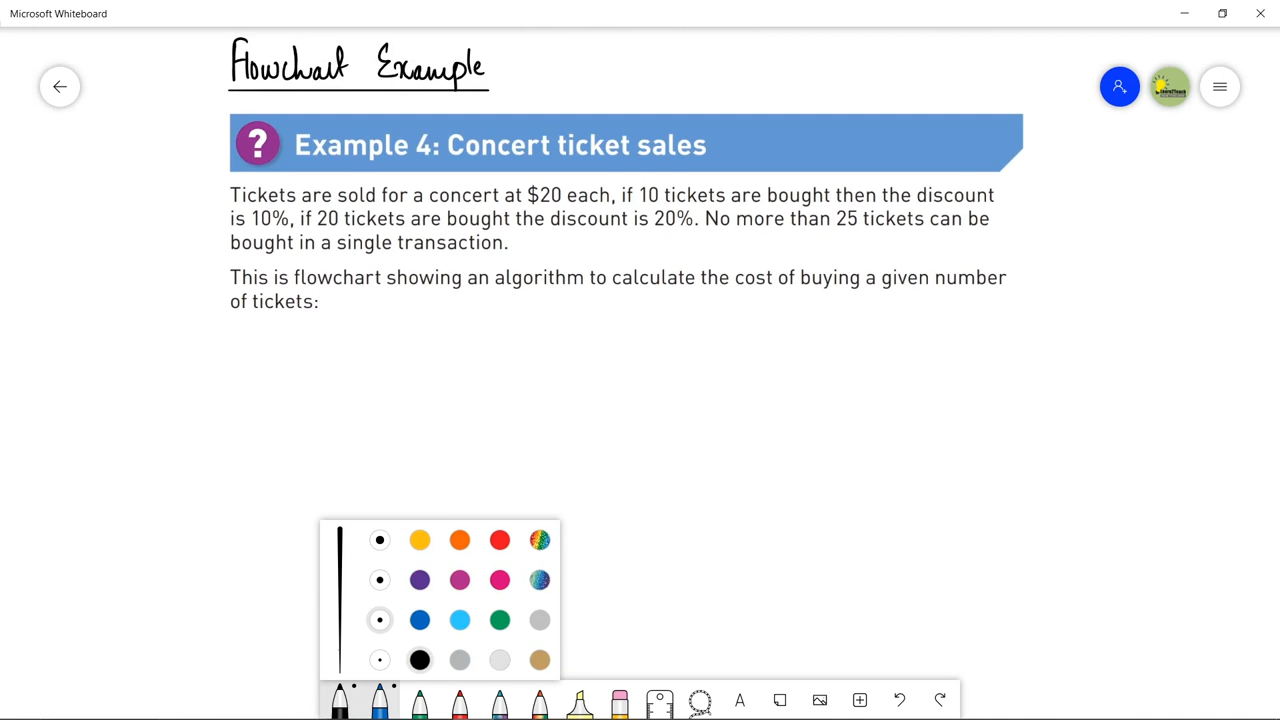 Microsoft Whiteboard
Flowchart Example
? Example 4: Concert ticket sales
Tickets are sold for a concert at $20 each, if 10 tickets are bought then the discount
is 10%, if 20 tickets are bought the discount is 20%. No more than 25 tickets can be
bought in a single transaction.
This is flowchart showing an algorithm to calculate the cost of buying a given number
of tickets:
A